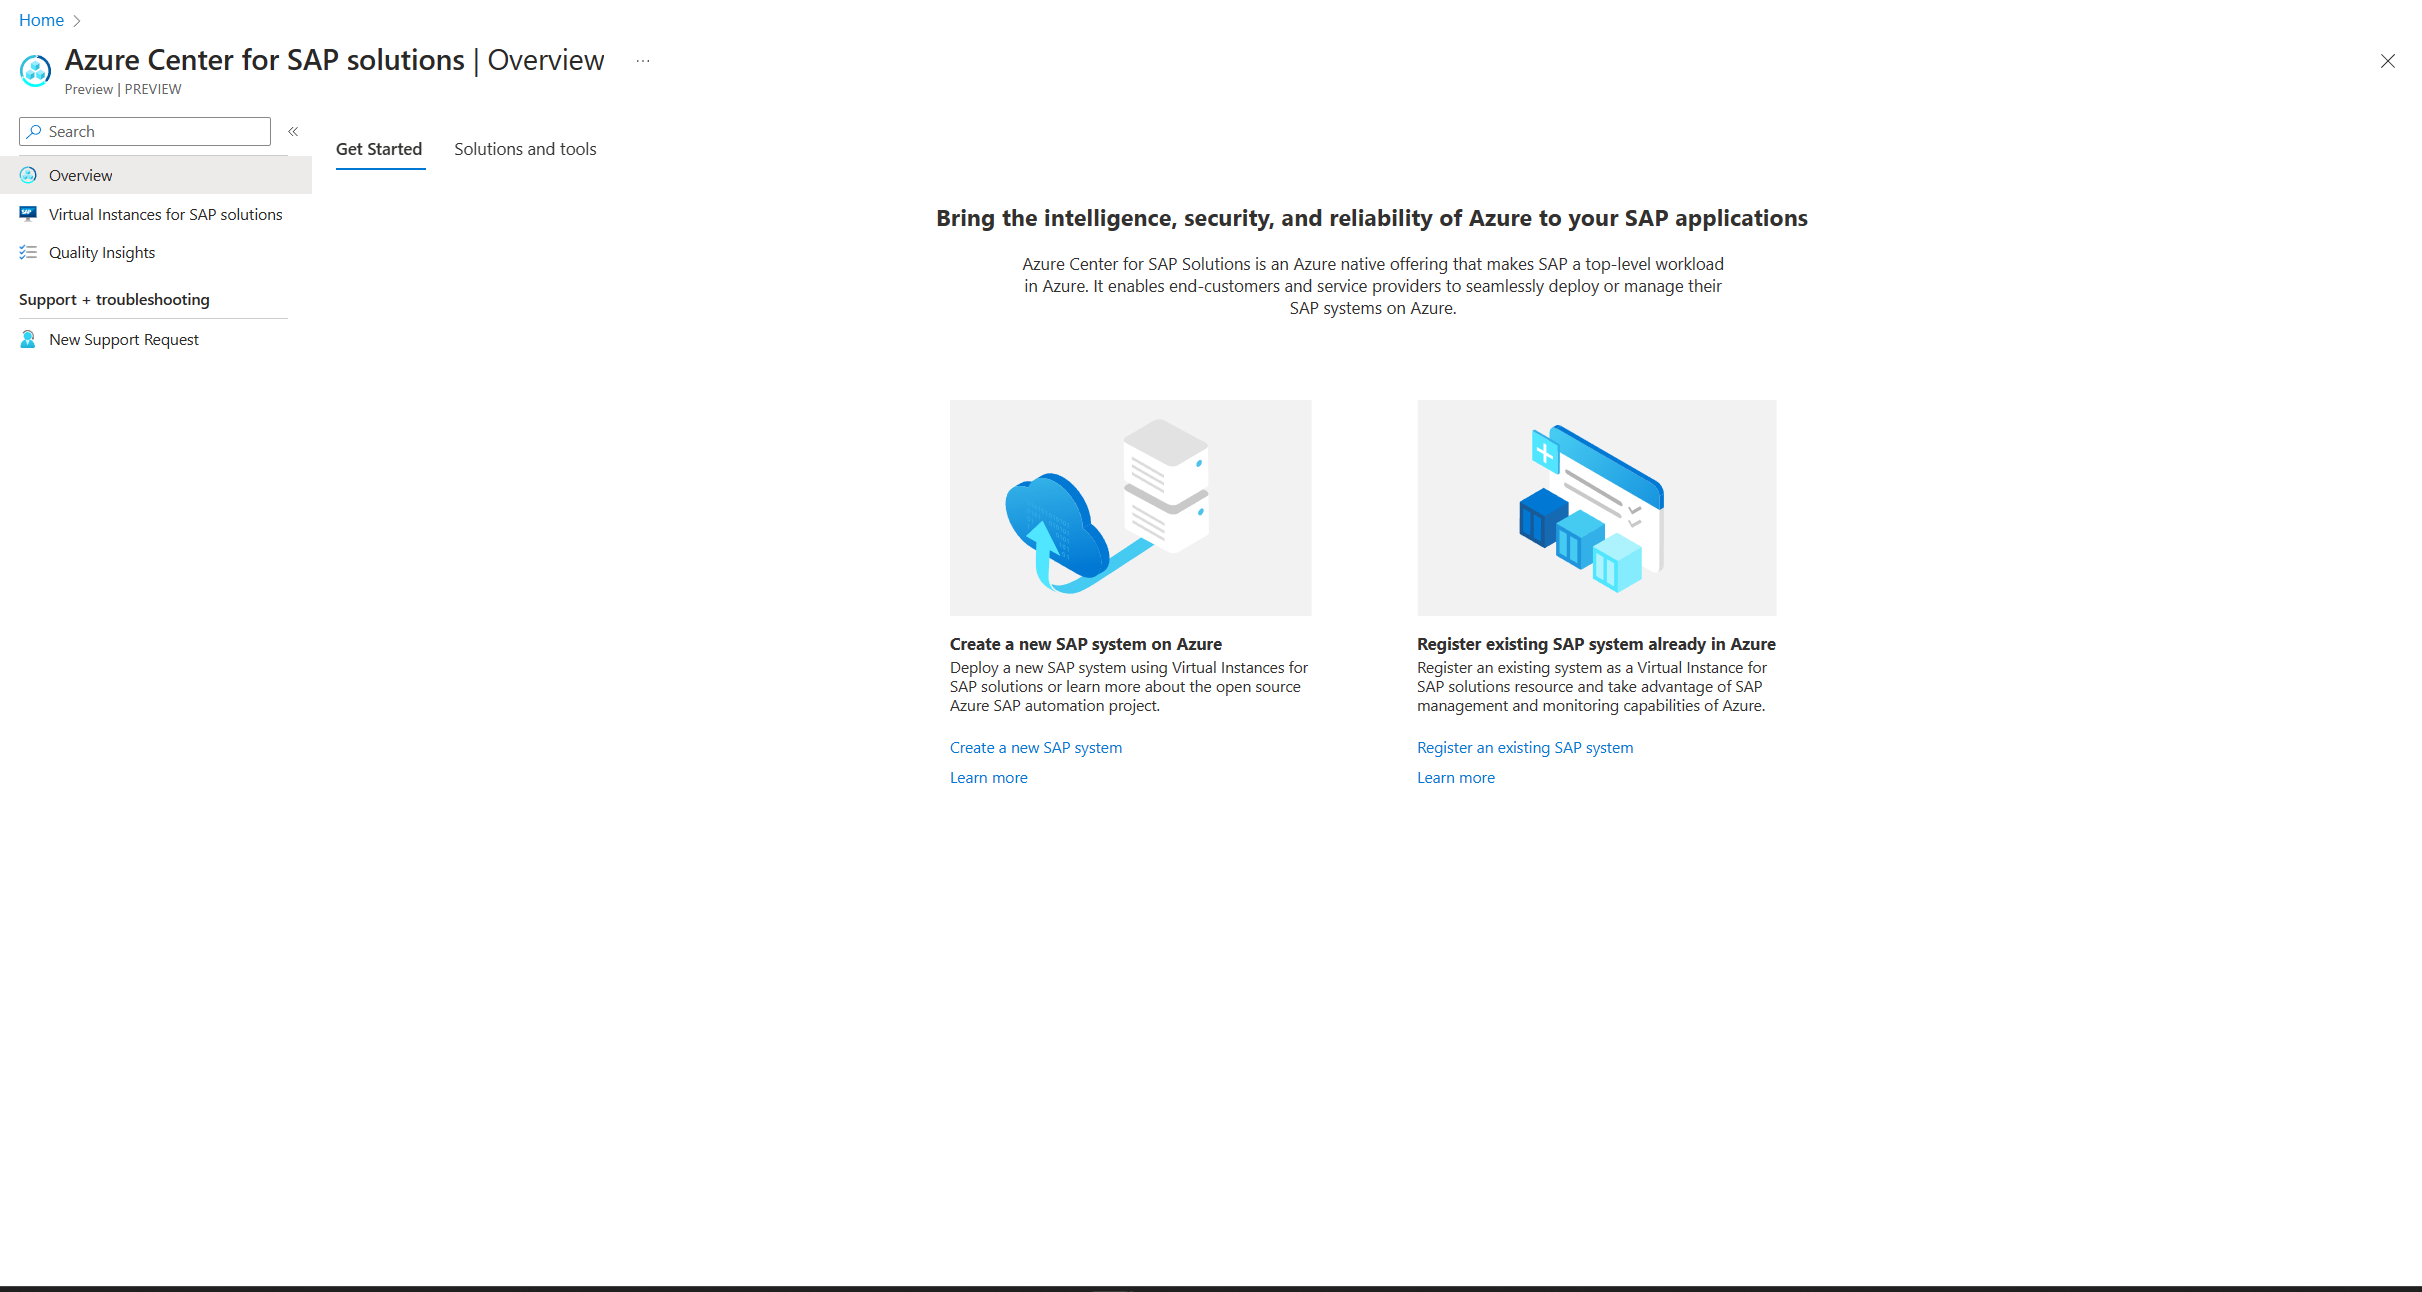 Home
Azure Center for SAP solutions | Overview ...
Preview | PREVIEW
Search
Overview
Virtual Instances for SAP solutions
Quality Insights
Support + troubleshooting
New Support Request
Get Started
Solutions and tools
Bring the intelligence, security, and reliability of Azure to your SAP applications
Azure Center for SAP Solutions is an Azure native offering that makes SAP a top-level workload
in Azure. It enables end-customers and service providers to seamlessly deploy or manage their
SAP systems on Azure.
Create a new SAP system on Azure
Deploy a new SAP system using Virtual Instances for
SAP solutions or learn more about the open source
Azure SAP automation project.
Create a new SAP system
Learn more
Register existing SAP system already in Azure
Register an existing system as a Virtual Instance for
SAP solutions resource and take advantage of SAP
management and monitoring capabilities of Azure.
Register an existing SAP system
Learn more